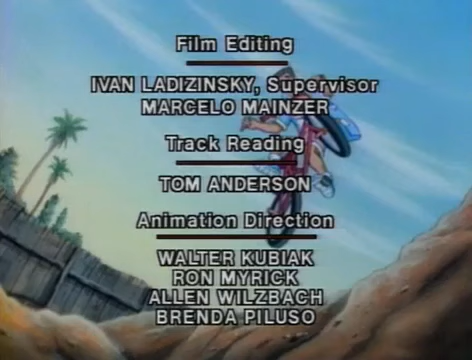 Film Editing
IVAN LADIZINSKY, Supervisor
MARCELO MAINZER
Track Reading
TOM ANDERSON
Animation Direction
WALTER KUBIAK
RON MYRICK
ALLEN WILZBACH
BRENDA PILUSO